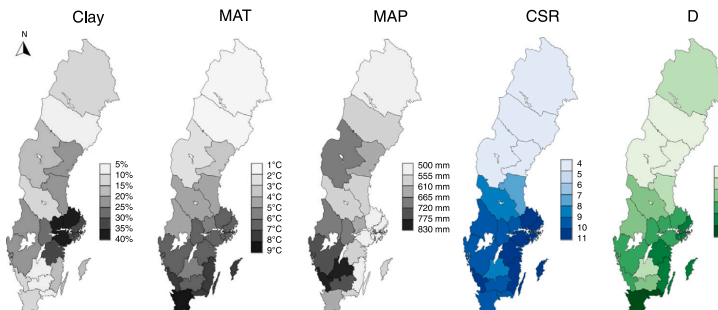 Clay MAT MAP CSR D
N
5%
10%
15%
20%
25%
30%
35%
40%
1°C
2°C
3°C
4°C
5°C
6°C
7°C
8°C
9°C
500 mm
555 mm
610 mm
665 mm
720 mm
775 mm
830 mm
4
5
6
7
8
9
10
11